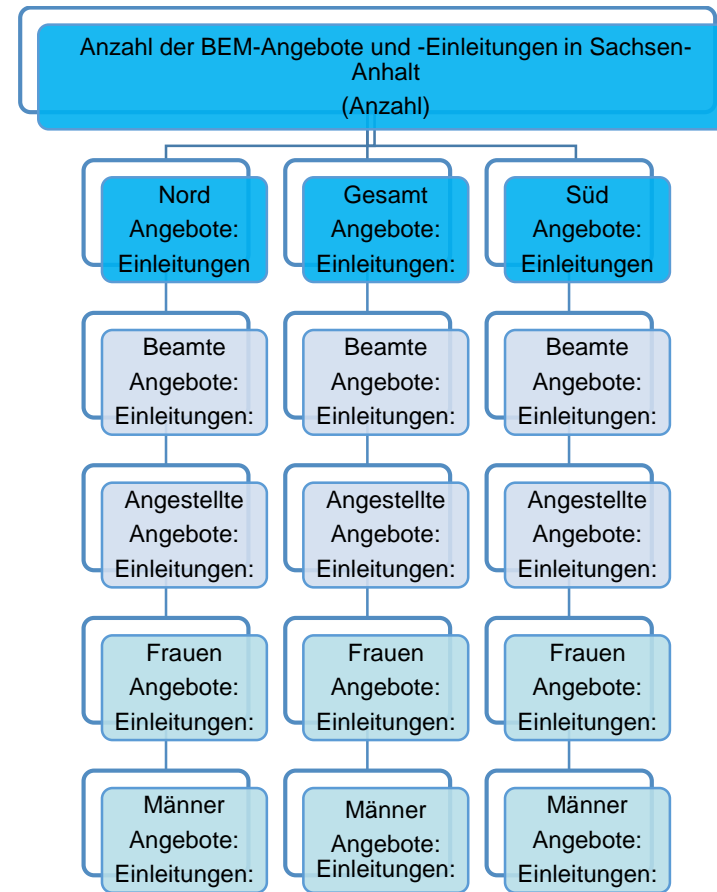 Anzahl der BEM-Angebote und -Einleitungen in Sachsen-
Anhalt
(Anzahl)
Nord
Angebote:
Einleitungen
Gesamt
Angebote:
Einleitungen:
Süd
Angebote:
Einleitungen
Beamte
Angebote:
Einleitungen:
Beamte
Angebote:
Einleitungen:
Beamte
Angebote:
Einleitungen:
Angestellte
Angebote:
Einleitungen:
Angestellte
Angebote:
Einleitungen:
Angestellte
Angebote:
Einleitungen:
Frauen
Angebote:
Einleitungen:
Frauen
Angebote:
Einleitungen:
Frauen
Angebote:
Einleitungen:
Männer
Angebote:
Einleitungen:
Männer
Angebote:
Einleitungen:
Männer
Angebote:
Einleitungen: